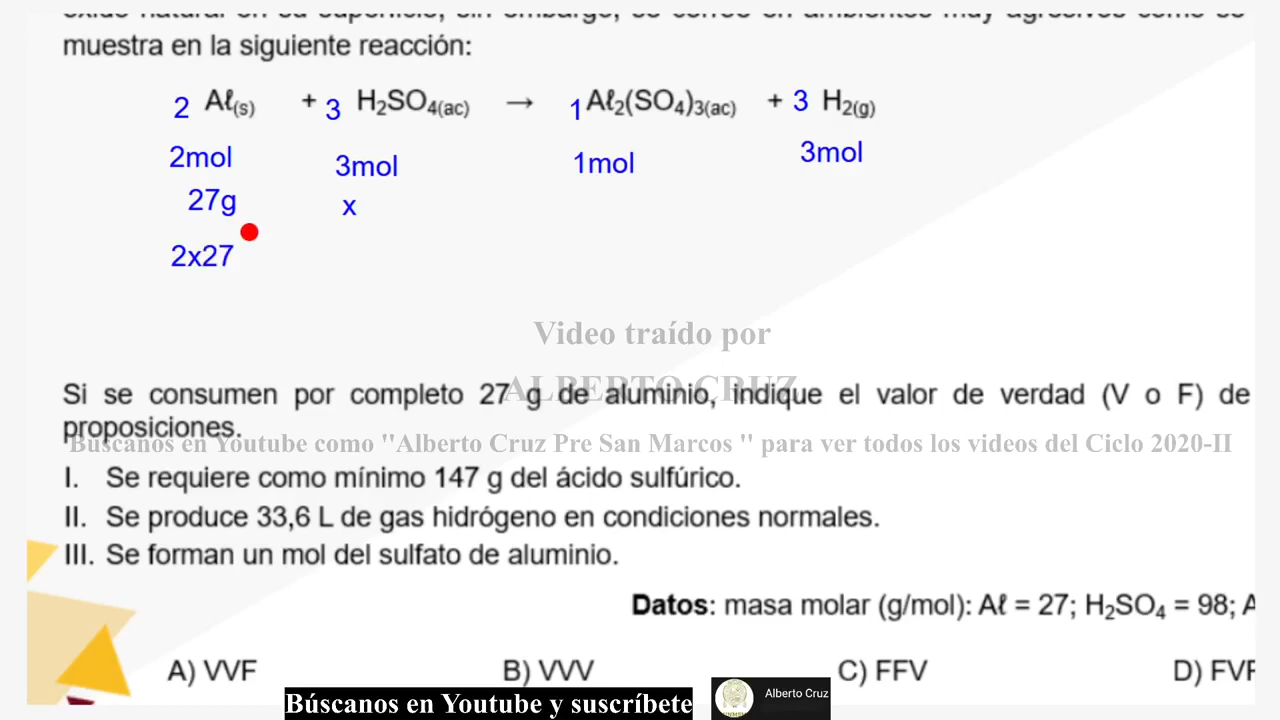 muestra en la siguiente reacción:
2 Aℓ(s) + 3 H₂SO₄(ac) → 1 Aℓ₂(SO₄)₃(ac) + 3 H₂(g)
2mol 3mol 1mol 3mol
27g x
2x27
Video traído por
ALBERTO CRUZ
Si se consumen por completo 27 g de aluminio, indique el valor de verdad (V o F) de
proposiciones.
Búscanos en Youtube como "Alberto Cruz Pre San Marcos " para ver todos los videos del Ciclo 2020-II
I. Se requiere como mínimo 147 g del ácido sulfúrico.
II. Se produce 33,6 L de gas hidrógeno en condiciones normales.
III. Se forman un mol del sulfato de aluminio.
Datos: masa molar (g/mol): Aℓ = 27; H₂SO₄ = 98;
A) VVF B) VVV C) FFV D)
Búscanos en Youtube y suscríbete
Alberto Cruz